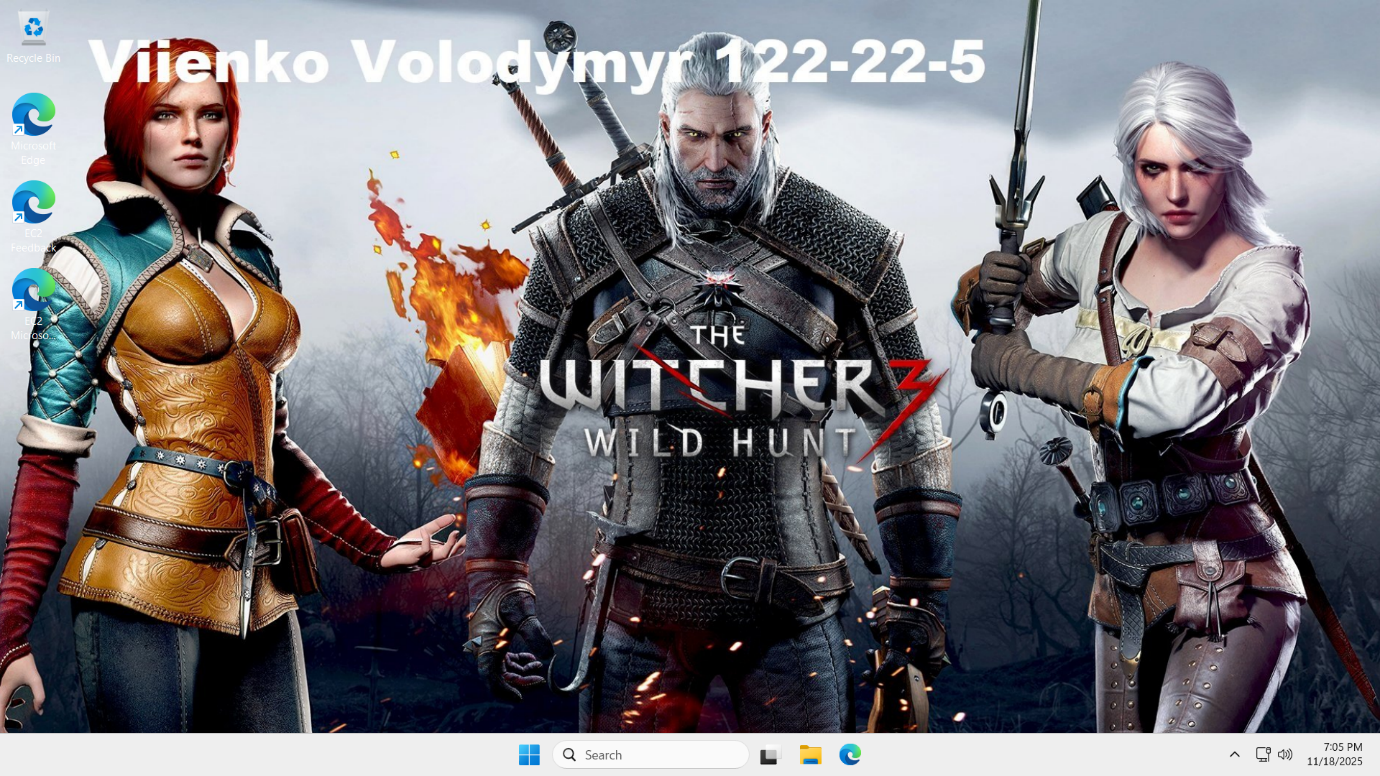 Viienko Volodymyr 122-22-5
Recycle Bin
Microsoft
Edge
EC2
Feedback
EC2
Microso...
THE
WITCHER 3
WILD HUNT
Search
7:05 PM
11/18/2025